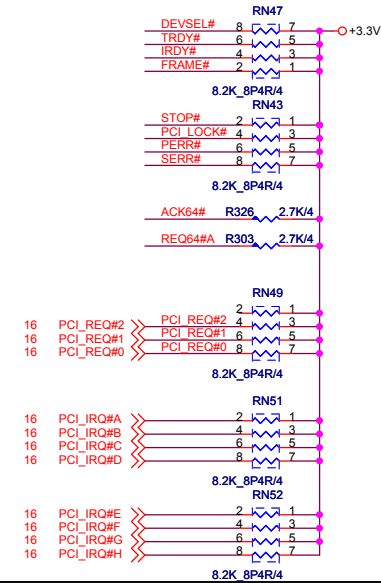 RN47
DEVSEL# 8 7 +3.3V
TRDY# 6 5
IRDY# 4 3
FRAME# 2 1
8.2K_8P4R/4
RN43
STOP# 2 1
PCI_LOCK# 4 3
PERR# 6 5
SERR# 8 7
8.2K_8P4R/4
ACK64# R326 2.7K/4
REQ64#A R303 2.7K/4
RN49
2 1
16 PCI_REQ#2 PCI_REQ#2 4 3
16 PCI_REQ#1 PCI_REQ#1 6 5
16 PCI_REQ#0 PCI_REQ#0 8 7
8.2K_8P4R/4
RN51
16 PCI_IRQ#A 2 1
16 PCI_IRQ#B 4 3
16 PCI_IRQ#C 6 5
16 PCI_IRQ#D 8 7
8.2K_8P4R/4
RN52
16 PCI_IRQ#E 2 1
16 PCI_IRQ#F 4 3
16 PCI_IRQ#G 6 5
16 PCI_IRQ#H 8 7
8.2K_8P4R/4